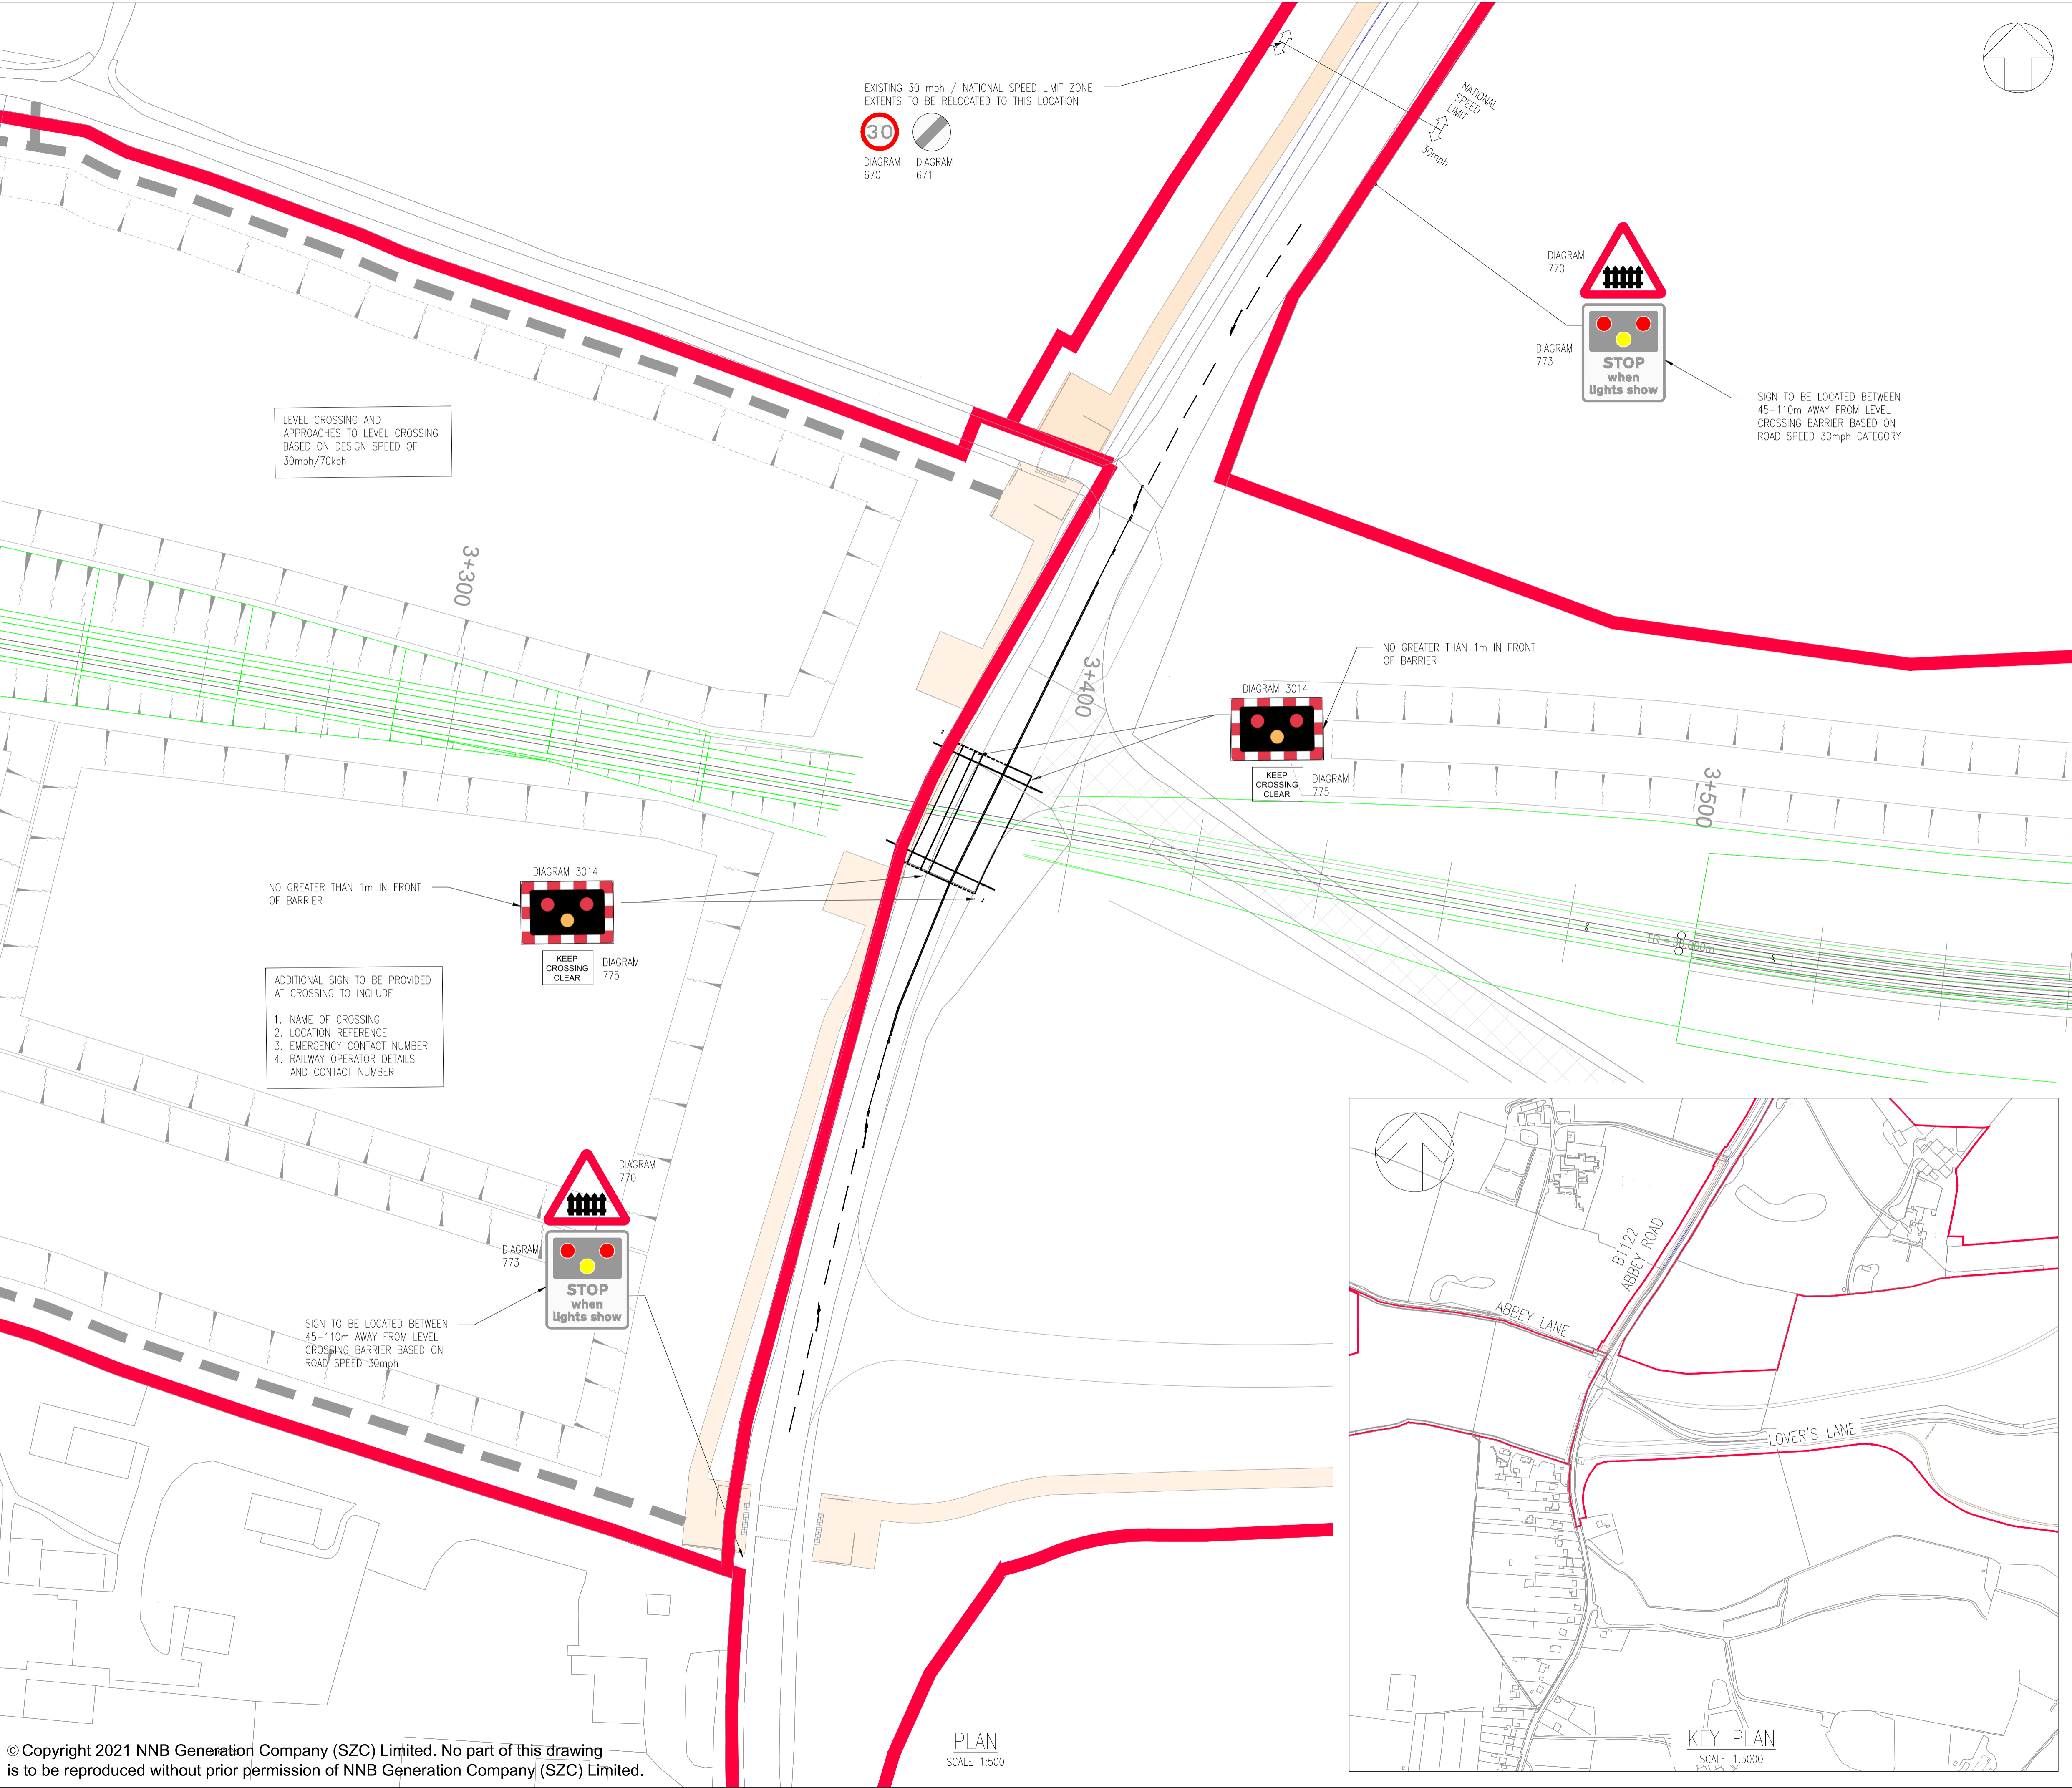 EXISTING 30 mph / NATIONAL SPEED LIMIT ZONE
EXTENTS TO BE RELOCATED TO THIS LOCATION
30
DIAGRAM
670
DIAGRAM
671
NATIONAL
SPEED
LIMIT
30mph
DIAGRAM
770
DIAGRAM
773
STOP
when
lights show
SIGN TO BE LOCATED BETWEEN
45-110m AWAY FROM LEVEL
CROSSING BARRIER BASED ON
ROAD SPEED 30mph CATEGORY
LEVEL CROSSING AND
APPROACHES TO LEVEL CROSSING
BASED ON DESIGN SPEED OF
30mph/70kph
3+300
3+400
3+500
NO GREATER THAN 1m IN FRONT
OF BARRIER
DIAGRAM 3014
KEEP
CROSSING
CLEAR
DIAGRAM
775
NO GREATER THAN 1m IN FRONT
OF BARRIER
DIAGRAM 3014
KEEP
CROSSING
CLEAR
DIAGRAM
775
ADDITIONAL SIGN TO BE PROVIDED
AT CROSSING TO INCLUDE
1. NAME OF CROSSING
2. LOCATION REFERENCE
3. EMERGENCY CONTACT NUMBER
4. RAILWAY OPERATOR DETAILS
AND CONTACT NUMBER
DIAGRAM
770
DIAGRAM
773
STOP
when
lights show
SIGN TO BE LOCATED BETWEEN
45-110m AWAY FROM LEVEL
CROSSING BARRIER BASED ON
ROAD SPEED 30mph
B1122
ABBEY ROAD
ABBEY LANE
LOVER'S LANE
PLAN
SCALE 1:500
KEY PLAN
SCALE 1:5000
© Copyright 2021 NNB Generation Company (SZC) Limited. No part of this drawing
is to be reproduced without prior permission of NNB Generation Company (SZC) Limited.